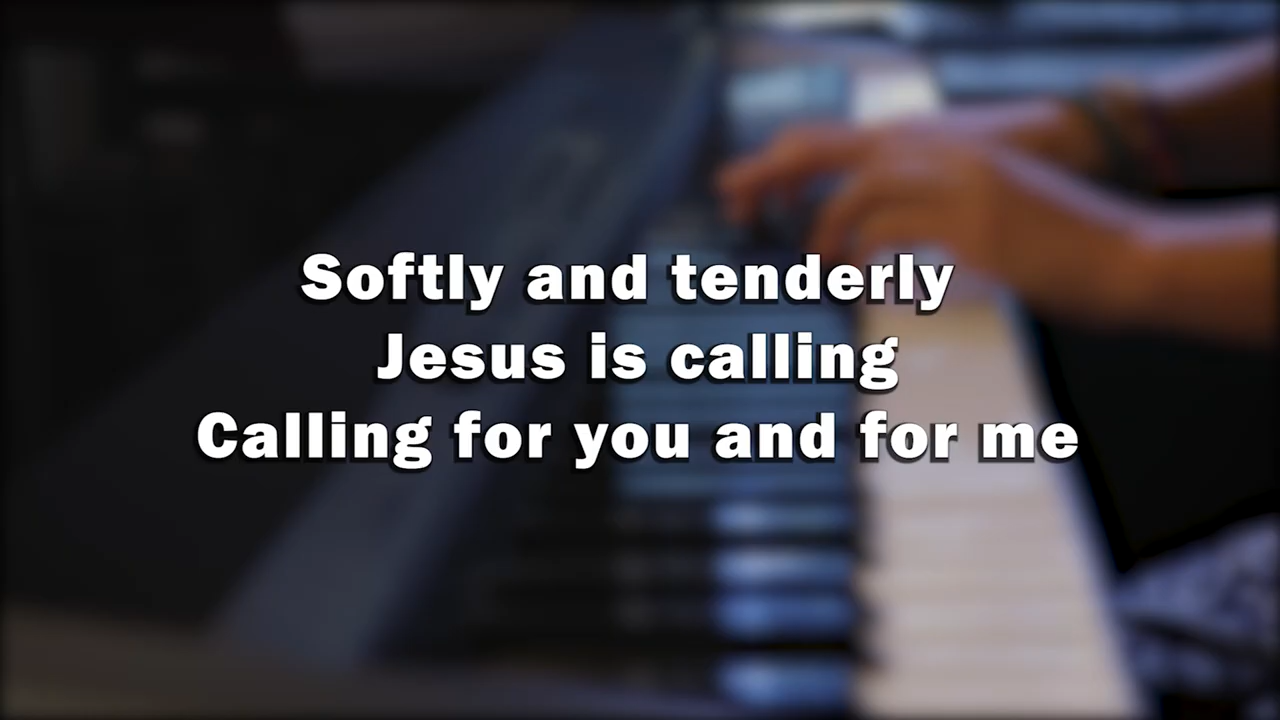 Softly and tenderly
Jesus is calling
Calling for you and for me